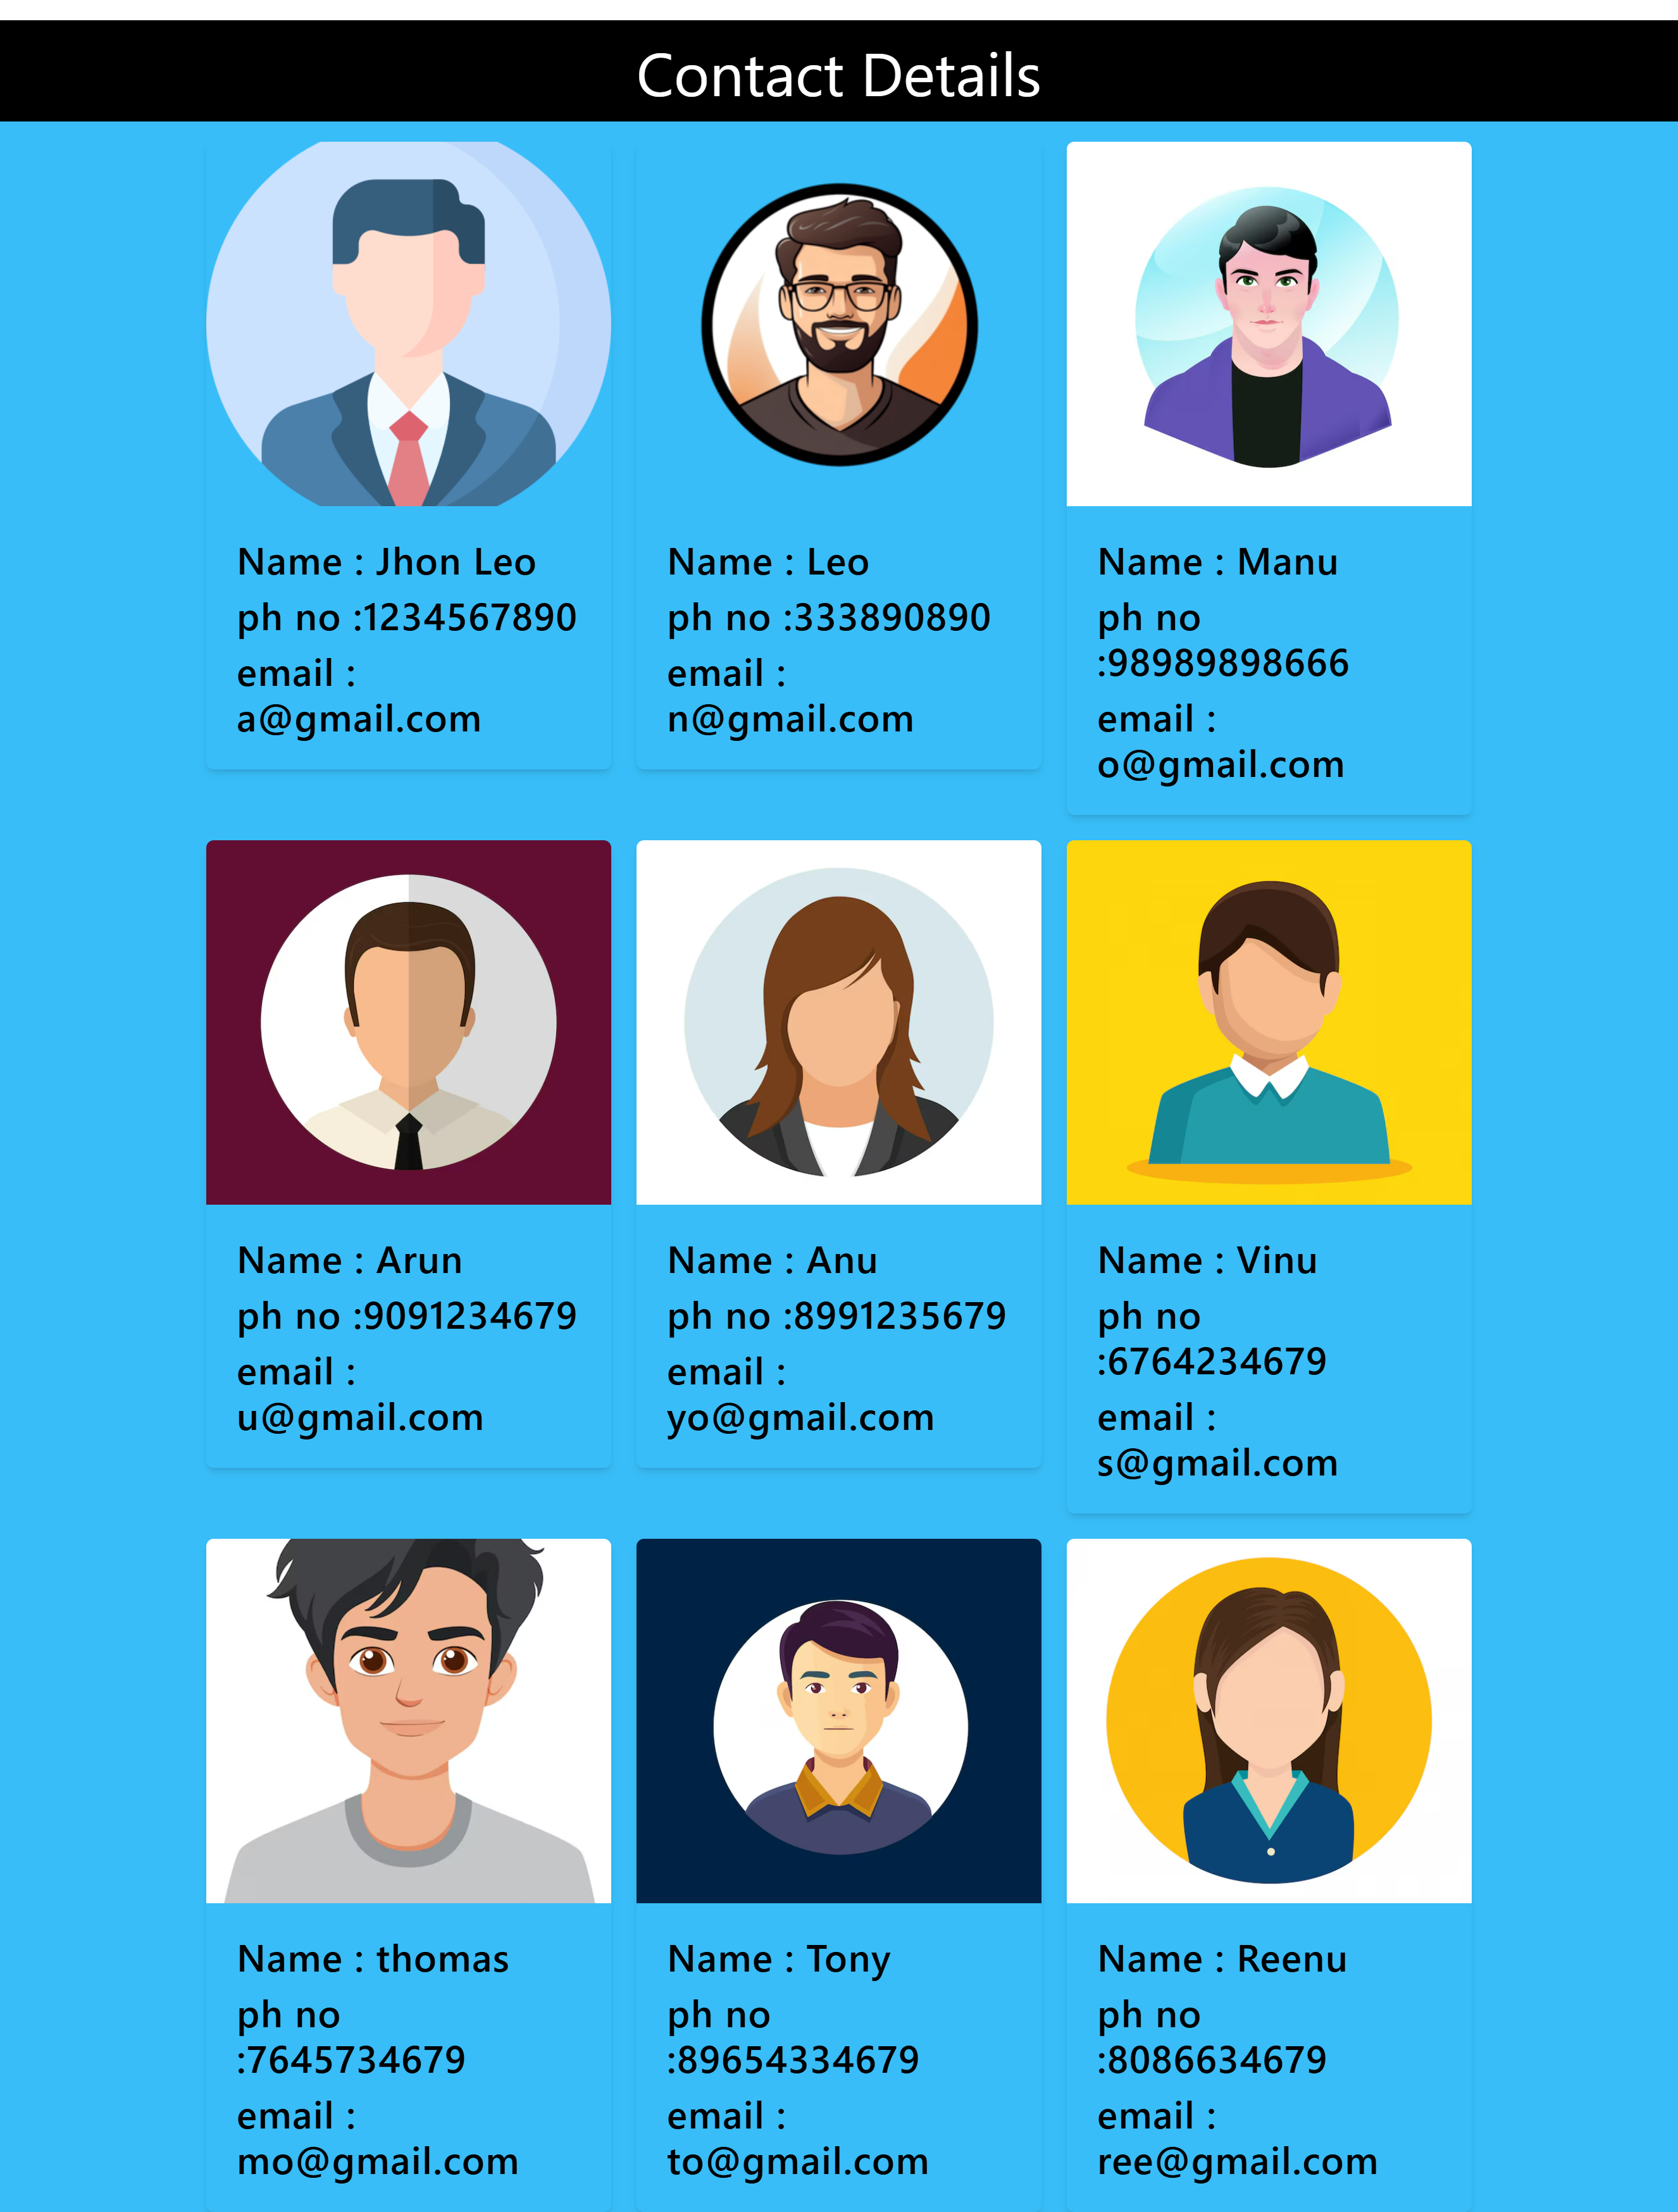 Contact Details
Name : Jhon Leo
ph no :1234567890
email :
a@gmail.com
Name : Leo
ph no :333890890
email :
n@gmail.com
Name : Manu
ph no
:98989898666
email :
o@gmail.com
Name : Arun
ph no :9091234679
email :
u@gmail.com
Name : Anu
ph no :8991235679
email :
yo@gmail.com
Name : Vinu
ph no
:6764234679
email :
s@gmail.com
Name : thomas
ph no
:7645734679
email :
mo@gmail.com
Name : Tony
ph no
:89654334679
email :
to@gmail.com
Name : Reenu
ph no
:8086634679
email :
ree@gmail.com